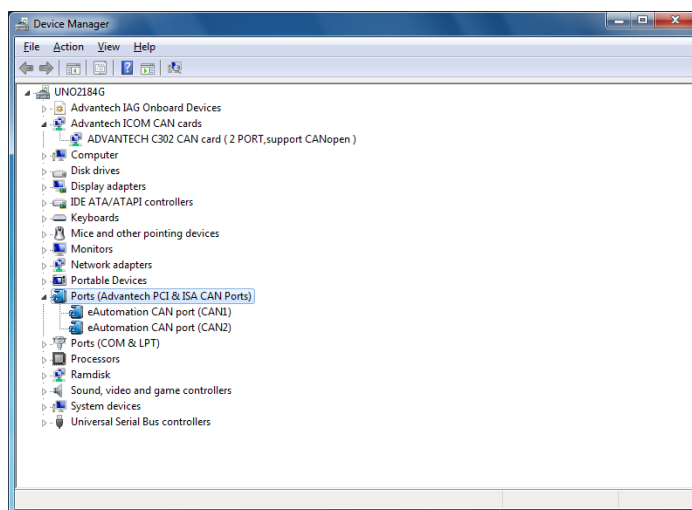 Device Manager
File Action View Help
UNO2184G
Advantech IAG Onboard Devices
Advantech ICOM CAN cards
ADVANTECH C302 CAN card ( 2 PORT,support CANopen )
Computer
Disk drives
Display adapters
IDE ATA/ATAPI controllers
Keyboards
Mice and other pointing devices
Monitors
Network adapters
Portable Devices
Ports (Advantech PCI & ISA CAN Ports)
eAutomation CAN port (CAN1)
eAutomation CAN port (CAN2)
Ports (COM & LPT)
Processors
Ramdisk
Sound, video and game controllers
System devices
Universal Serial Bus controllers